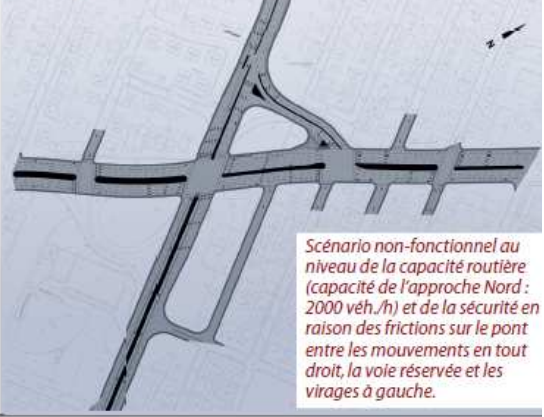 Z
Scénario non-fonctionnel au
niveau de la capacité routière
(capacité de l'approche Nord :
2000 véh./h) et de la sécurité en
raison des frictions sur le pont
entre les mouvements en tout
droit, la voie réservée et les
virages à gauche.